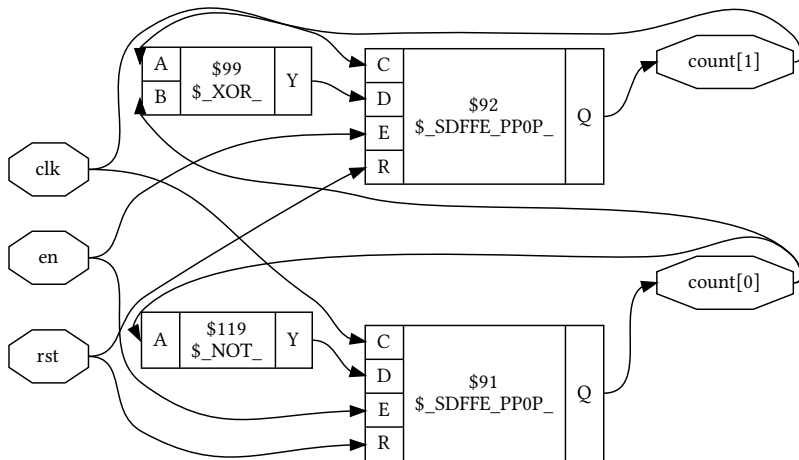 A
B
$99
$_XOR_
Y
C
D
E
R
$92
$_SDFFE_PP0P_
Q
count[1]
clk
en
rst
A
$119
$_NOT_
Y
C
D
E
R
$91
$_SDFFE_PP0P_
Q
count[0]